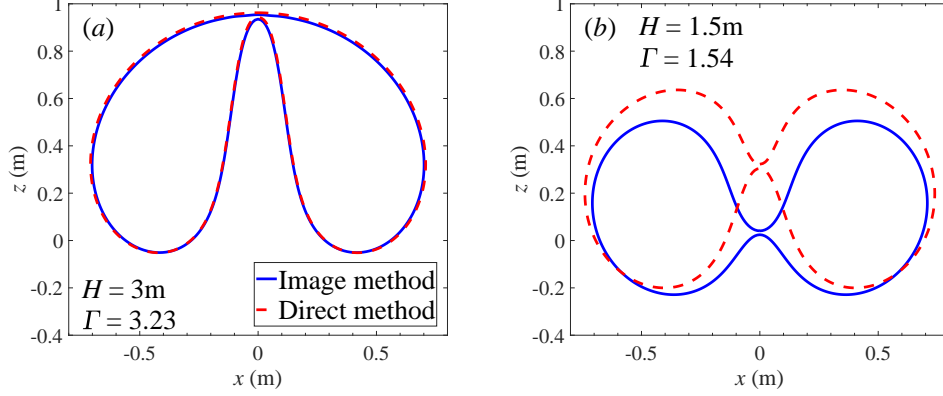 (a)
1
0.8
0.6
0.4
0.2
0
-0.2
-0.4
z (m)
H = 3m
Γ = 3.23
Image method
Direct method
-0.5
0
0.5
x (m)
(b)
H = 1.5m
Γ = 1.54
1
0.8
0.6
0.4
0.2
0
-0.2
-0.4
z (m)
-0.5
0
0.5
x (m)